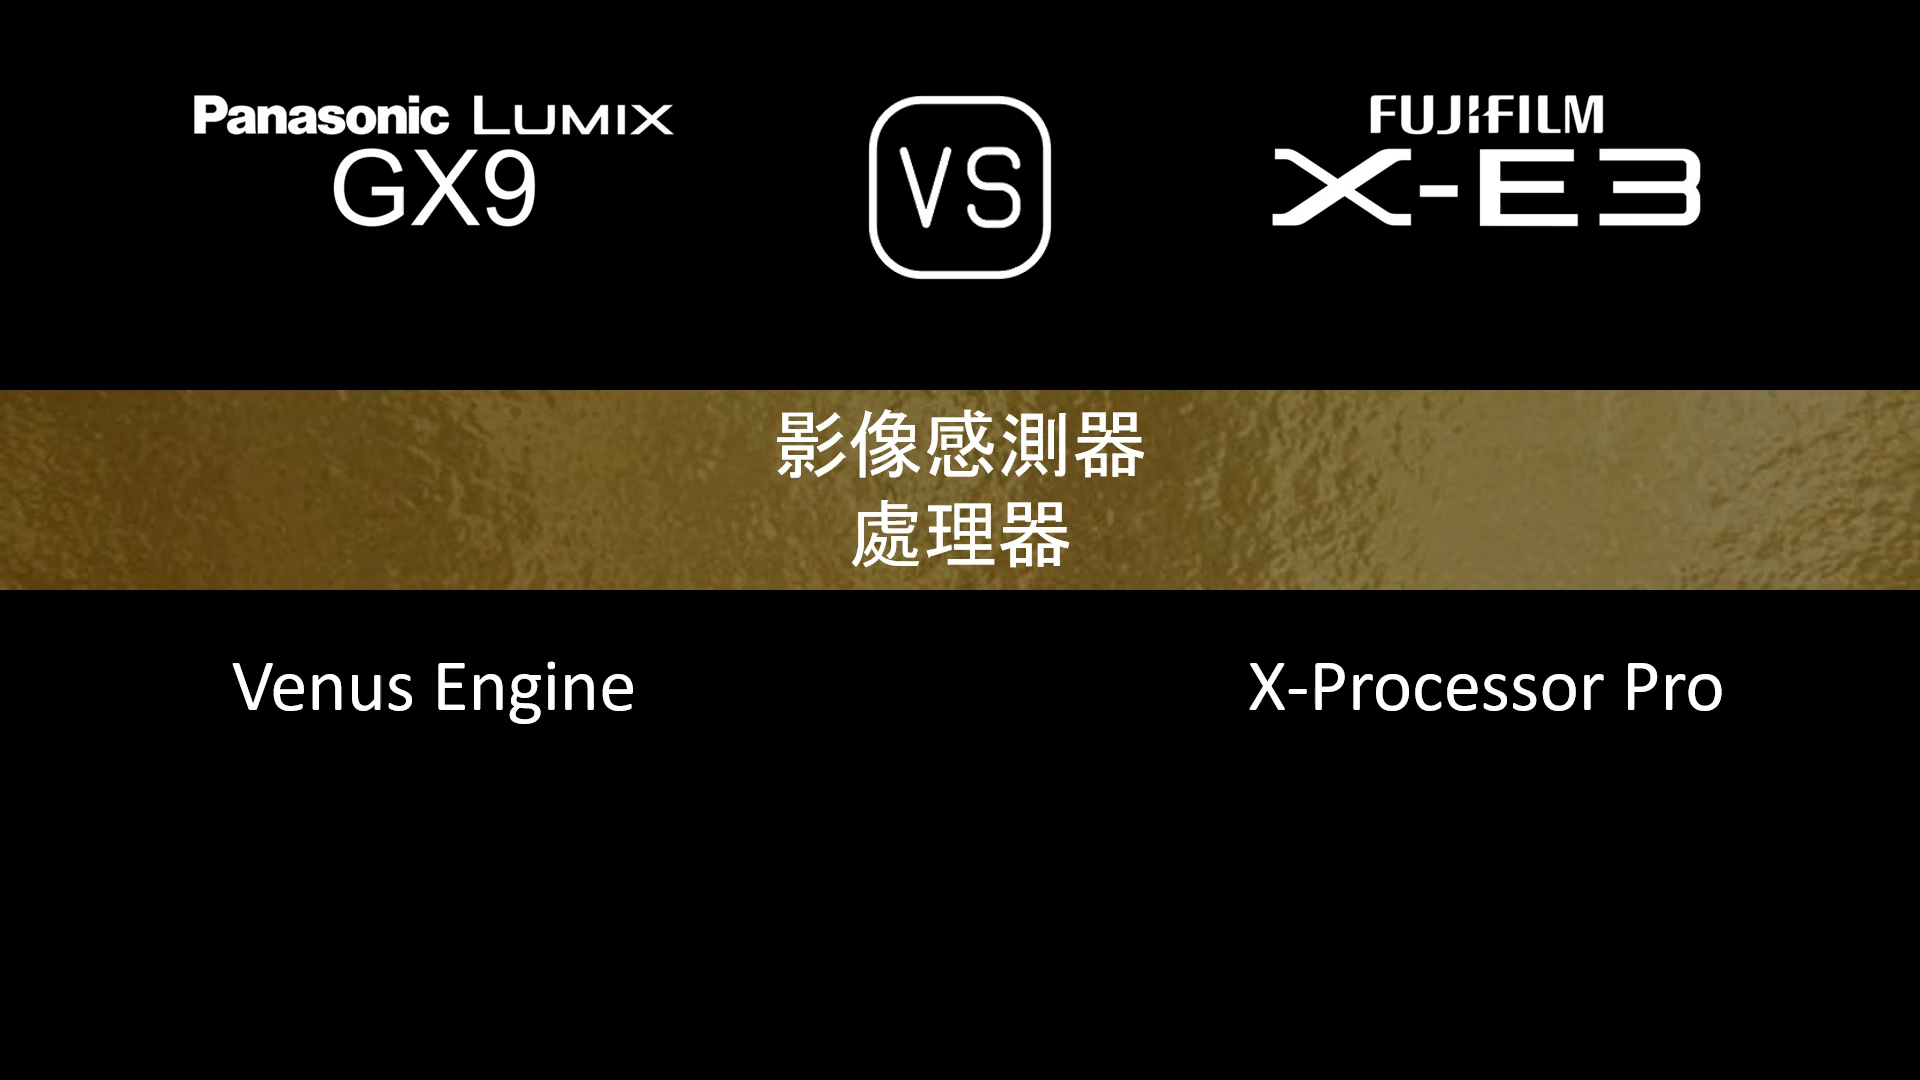 Panasonic LUMIX
GX9
VS
FUJIFILM
X-E3
影像感測器
處理器
Venus Engine
X-Processor Pro